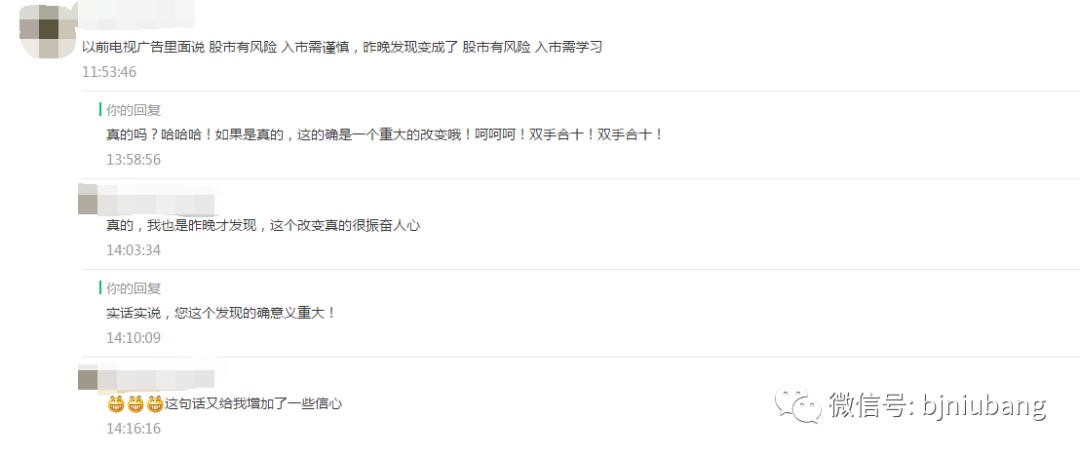 以前电视广告里面说 股市有风险 入市需谨慎，昨晚发现变成了 股市有风险 入市需学习
11:53:46
你的回复
真的吗？哈哈哈！如果是真的，这的确是一个重大的改变哦！呵呵呵！双手合十！双手合十！
13:58:56
真的，我也是昨晚才发现，这个改变真的很振奋人心
14:03:34
你的回复
实话实说，您这个发现的确意义重大！
14:10:09
😁😁😁这句话又给我增加了一些信心
14:16:16
微信号: bjniubang